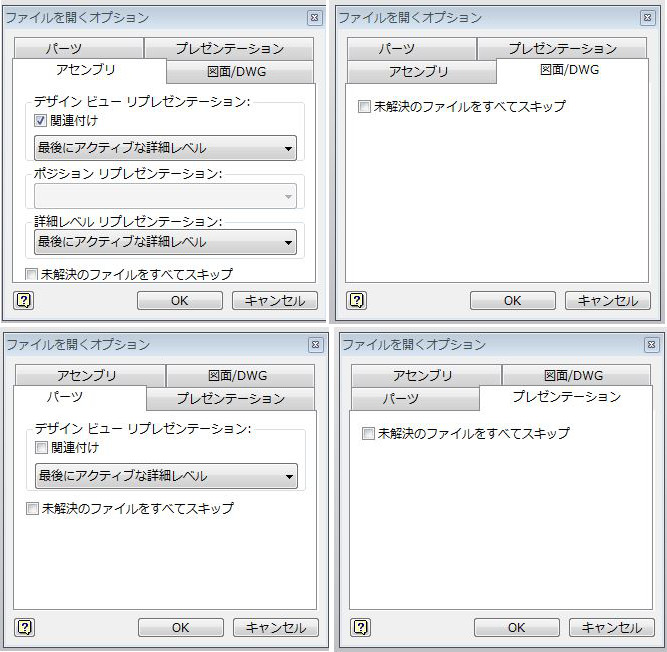 ファイルを開くオプション
パーツ
プレゼンテーション
アセンブリ
図面/DWG
デザイン ビュー リプレゼンテーション:
関連付け
最後にアクティブな詳細レベル
ポジション リプレゼンテーション:
詳細レベル リプレゼンテーション:
最後にアクティブな詳細レベル
未解決のファイルをすべてスキップ
OK
キャンセル
ファイルを開くオプション
パーツ
プレゼンテーション
アセンブリ
図面/DWG
未解決のファイルをすべてスキップ
OK
キャンセル
ファイルを開くオプション
アセンブリ
図面/DWG
パーツ
プレゼンテーション
デザイン ビュー リプレゼンテーション:
関連付け
最後にアクティブな詳細レベル
未解決のファイルをすべてスキップ
OK
キャンセル
ファイルを開くオプション
アセンブリ
図面/DWG
パーツ
プレゼンテーション
未解決のファイルをすべてスキップ
OK
キャンセル